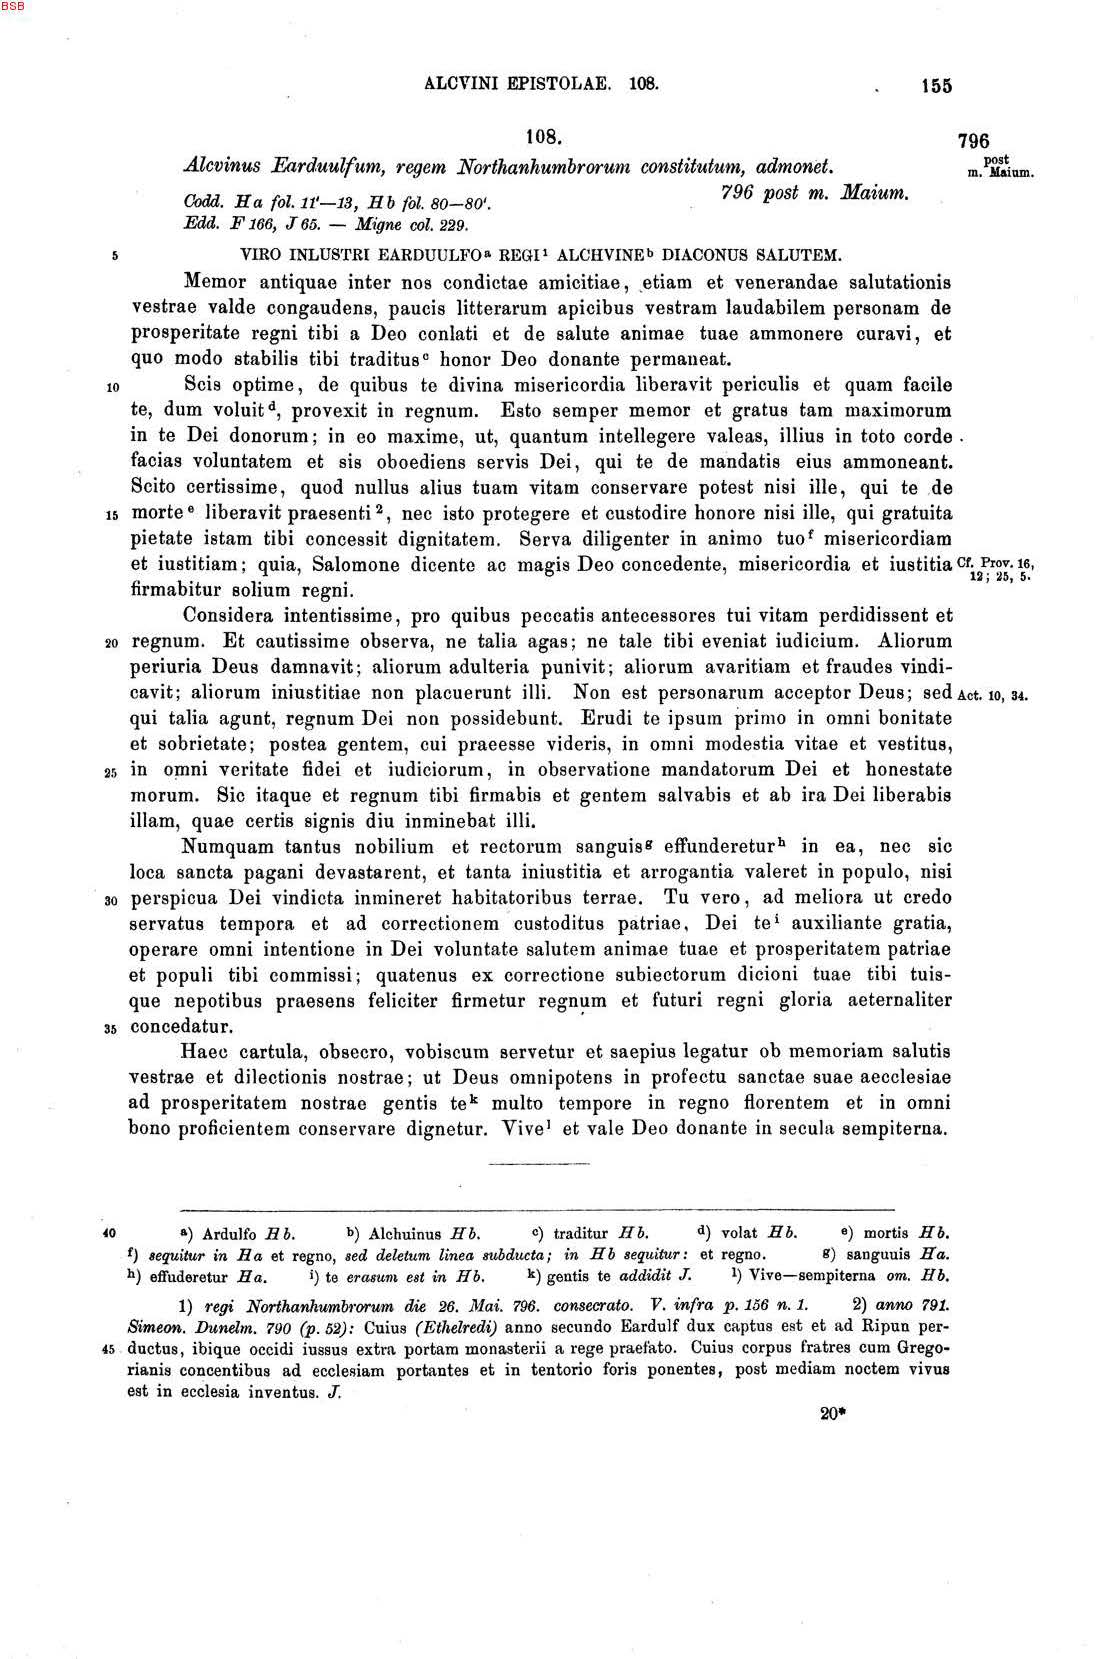 BSB
ALCVINI EPISTOLAE. 108. 155
108.
796
post
m. Maium.
Alcvinus Earduulfum, regem Northanhumbrorum constitutum, admonet.
796 post m. Maium.
Codd. Ha fol. 11'—13, Hb fol. 80—80'.
Edd. F 166, J 65. — Migne col. 229.
5 VIRO INLUSTRI EARDUULFOᵃ REGI¹ ALCHVINEᵇ DIACONUS SALUTEM.
Memor antiquae inter nos condictae amicitiae, etiam et venerandae salutationis
vestrae valde congaudens, paucis litterarum apicibus vestram laudabilem personam de
prosperitate regni tibi a Deo conlati et de salute animae tuae ammonere curavi, et
quo modo stabilis tibi traditusᶜ honor Deo donante permaneat.
10 Scis optime, de quibus te divina misericordia liberavit periculis et quam facile
te, dum voluitᵈ, provexit in regnum. Esto semper memor et gratus tam maximorum
in te Dei donorum; in eo maxime, ut, quantum intellegere valeas, illius in toto corde
facias voluntatem et sis oboediens servis Dei, qui te de mandatis eius ammoneant.
Scito certissime, quod nullus alius tuam vitam conservare potest nisi ille, qui te de
15 morteᵉ liberavit praesenti², nec isto protegere et custodire honore nisi ille, qui gratuita
pietate istam tibi concessit dignitatem. Serva diligenter in animo tuoᶠ misericordiam
et iustitiam; quia, Salomone dicente ac magis Deo concedente, misericordia et iustitia Cf. Prov. 16,
12; 25, 5.
firmabitur solium regni.
Considera intentissime, pro quibus peccatis antecessores tui vitam perdidissent et
20 regnum. Et cautissime observa, ne talia agas; ne tale tibi eveniat iudicium. Aliorum
periuria Deus damnavit; aliorum adulteria punivit; aliorum avaritiam et fraudes vindi-
cavit; aliorum iniustitiae non placuerunt illi. Non est personarum acceptor Deus; sed Act. 10, 34.
qui talia agunt, regnum Dei non possidebunt. Erudi te ipsum primo in omni bonitate
et sobrietate; postea gentem, cui praeesse videris, in omni modestia vitae et vestitus,
25 in omni veritate fidei et iudiciorum, in observatione mandatorum Dei et honestate
morum. Sic itaque et regnum tibi firmabis et gentem salvabis et ab ira Dei liberabis
illam, quae certis signis diu inminebat illi.
Numquam tantus nobilium et rectorum sanguisᵍ effundereturʰ in ea, nec sic
loca sancta pagani devastarent, et tanta iniustitia et arrogantia valeret in populo, nisi
30 perspicua Dei vindicta inmineret habitatoribus terrae. Tu vero, ad meliora ut credo
servatus tempora et ad correctionem custoditus patriae, Dei teⁱ auxiliante gratia,
operare omni intentione in Dei voluntate salutem animae tuae et prosperitatem patriae
et populi tibi commissi; quatenus ex correctione subiectorum dicioni tuae tibi tuis-
que nepotibus praesens feliciter firmetur regnum et futuri regni gloria aeternaliter
35 concedatur.
Haec cartula, obsecro, vobiscum servetur et saepius legatur ob memoriam salutis
vestrae et dilectionis nostrae; ut Deus omnipotens in profectu sanctae suae aecclesiae
ad prosperitatem nostrae gentis teᵏ multo tempore in regno florentem et in omni
bono proficientem conservare dignetur. Viveˡ et vale Deo donante in secula sempiterna.
40 ᵃ) Ardulfo Hb. ᵇ) Alchuinus Hb. ᶜ) traditur Hb. ᵈ) volat Hb. ᵉ) mortis Hb.
ᶠ) sequitur in Ha et regno, sed deletum linea subducta; in Hb sequitur: et regno. ᵍ) sanguuis Ha.
ʰ) effuderetur Ha. ⁱ) te erasum est in Hb. ᵏ) gentis te addidit J. ˡ) Vive—sempiterna om. Hb.
1) regi Northanhumbrorum die 26. Mai. 796. consecrato. V. infra p. 156 n. 1. 2) anno 791.
Simeon. Dunelm. 790 (p. 52): Cuius (Ethelredi) anno secundo Eardulf dux captus est et ad Ripun per-
45 ductus, ibique occidi iussus extra portam monasterii a rege praefato. Cuius corpus fratres cum Grego-
rianis concentibus ad ecclesiam portantes et in tentorio foris ponentes, post mediam noctem vivus
est in ecclesia inventus. J.
20*